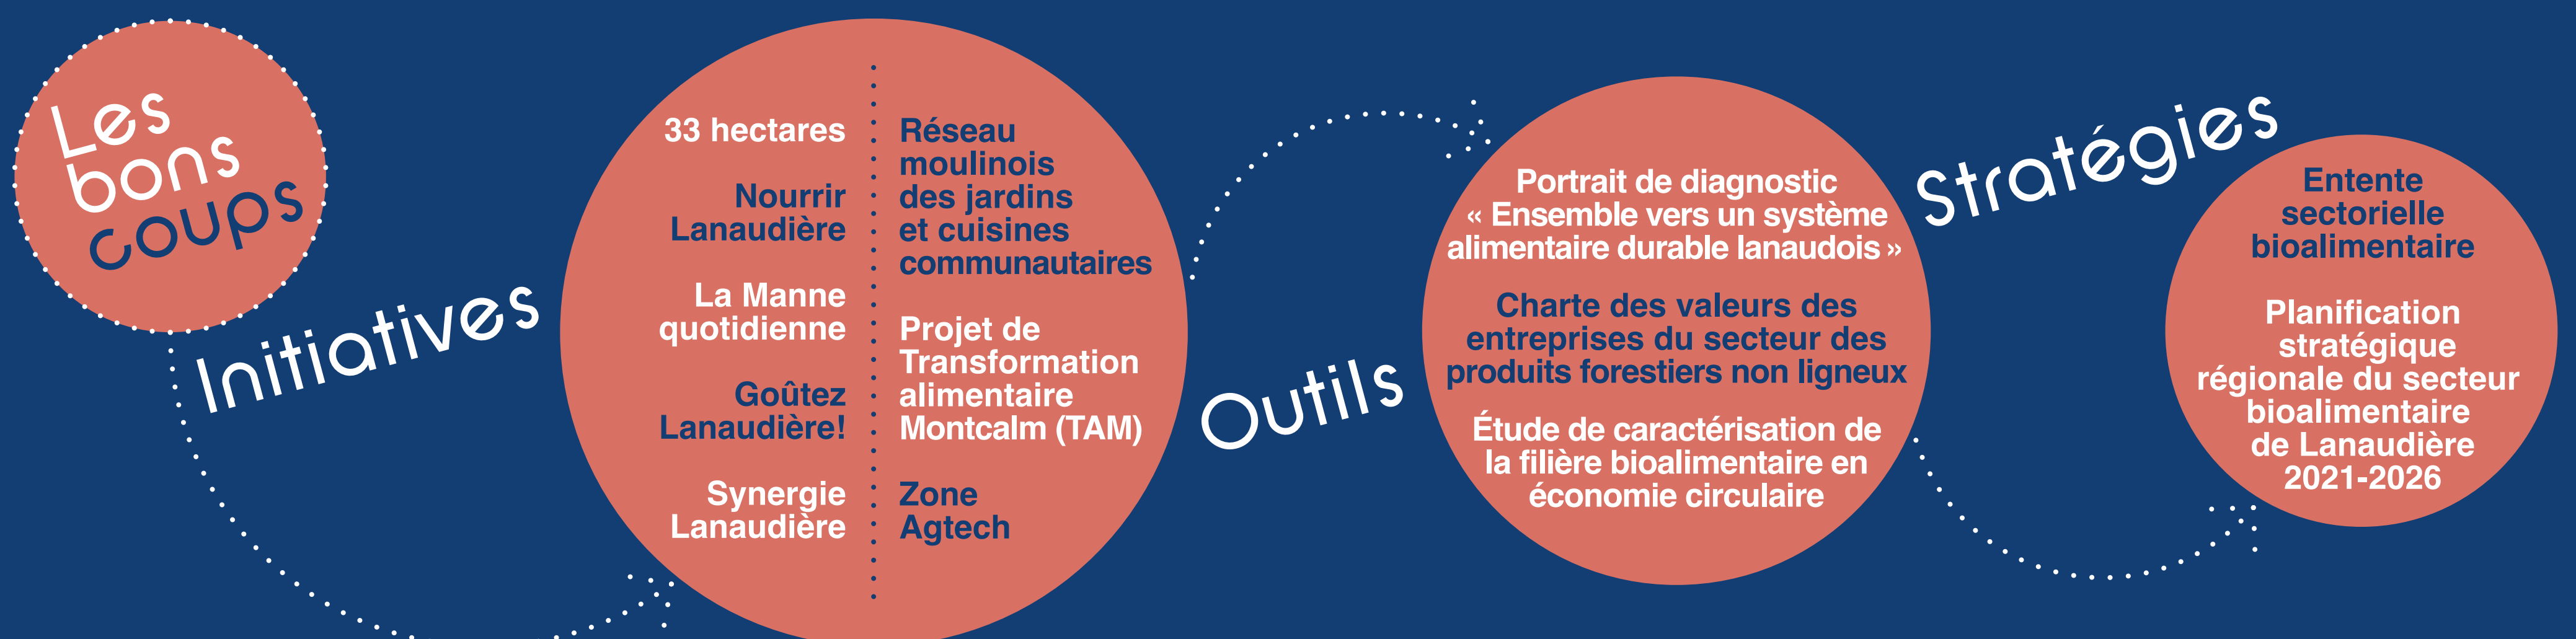 Les
bons
coups
Initiatives
33 hectares
Nourrir
Lanaudière
La Manne
quotidienne
Goûtez
Lanaudière!
Synergie
Lanaudière
Réseau
moulinois
des jardins
et cuisines
communautaires
Projet de
Transformation
alimentaire
Montcalm (TAM)
Zone
Agtech
Outils
Portrait de diagnostic
« Ensemble vers un système
alimentaire durable lanaudois »
Charte des valeurs des
entreprises du secteur des
produits forestiers non ligneux
Étude de caractérisation de
la filière bioalimentaire en
économie circulaire
Stratégies
Entente
sectorielle
bioalimentaire
Planification
stratégique
régionale du secteur
bioalimentaire
de Lanaudière
2021-2026